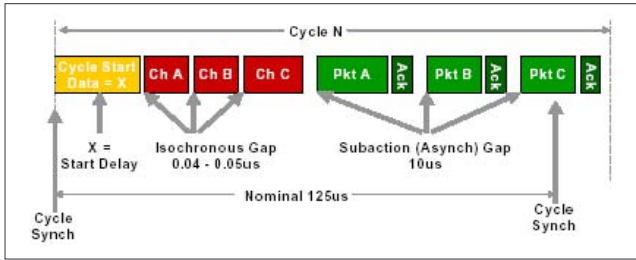 Cycle N
Cycle Start
Data = X
Ch A
Ch B
Ch C
Pkt A
Ack
Pkt B
Ack
Pkt C
Ack
X =
Start Delay
Isochronous Gap
0.04 - 0.05us
Subaction (Asynch) Gap
10us
Nominal 125us
Cycle
Synch
Cycle
Synch